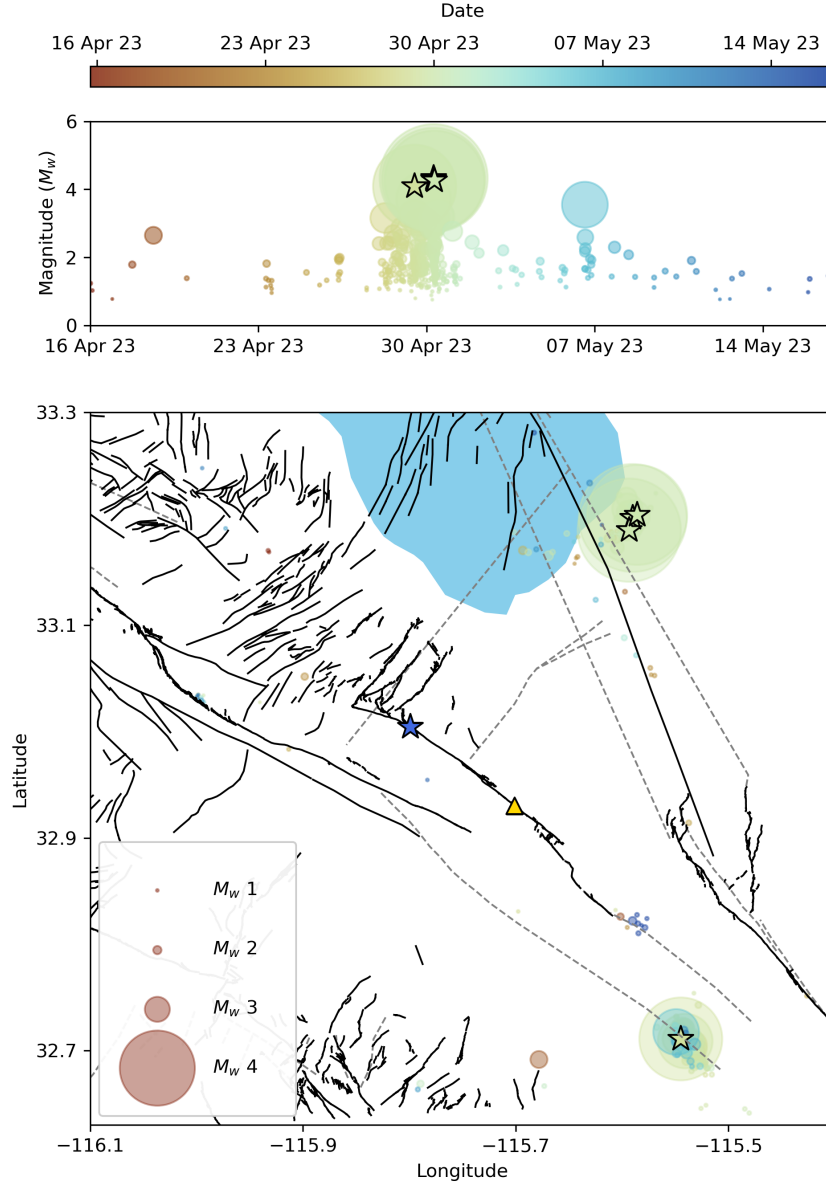 Date
16 Apr 23 23 Apr 23 30 Apr 23 07 May 23 14 May 23
6
4
2
0
Magnitude (Mw)
16 Apr 23 23 Apr 23 30 Apr 23 07 May 23 14 May 23
33.3
33.1
32.9
32.7
Latitude
Mw 1
Mw 2
Mw 3
Mw 4
−116.1 −115.9 −115.7 −115.5
Longitude